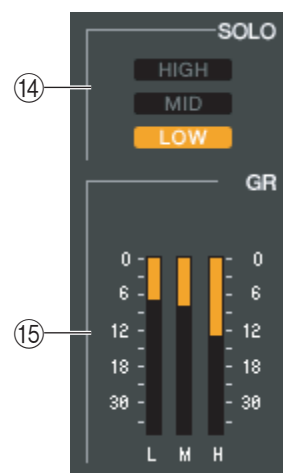 SOLO
⑭
HIGH
MID
LOW
GR
0 0
6 6
⑮ 12 12
18 18
30 30
L M H